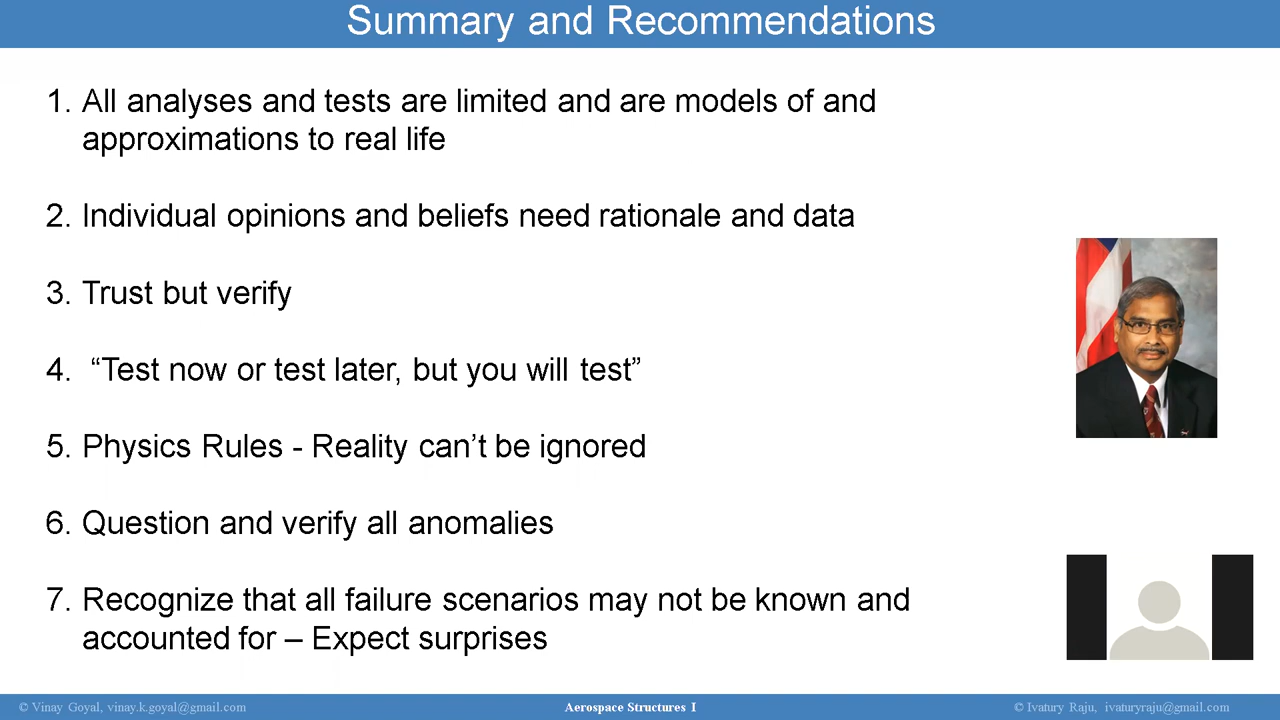 Summary and Recommendations
1. All analyses and tests are limited and are models of and
approximations to real life
2. Individual opinions and beliefs need rationale and data
3. Trust but verify
4. “Test now or test later, but you will test”
5. Physics Rules - Reality can’t be ignored
6. Question and verify all anomalies
7. Recognize that all failure scenarios may not be known and
accounted for – Expect surprises
© Vinay Goyal, vinay.k.goyal@gmail.com
Aerospace Structures I
© Ivatury Raju, ivaturyraju@gmail.com